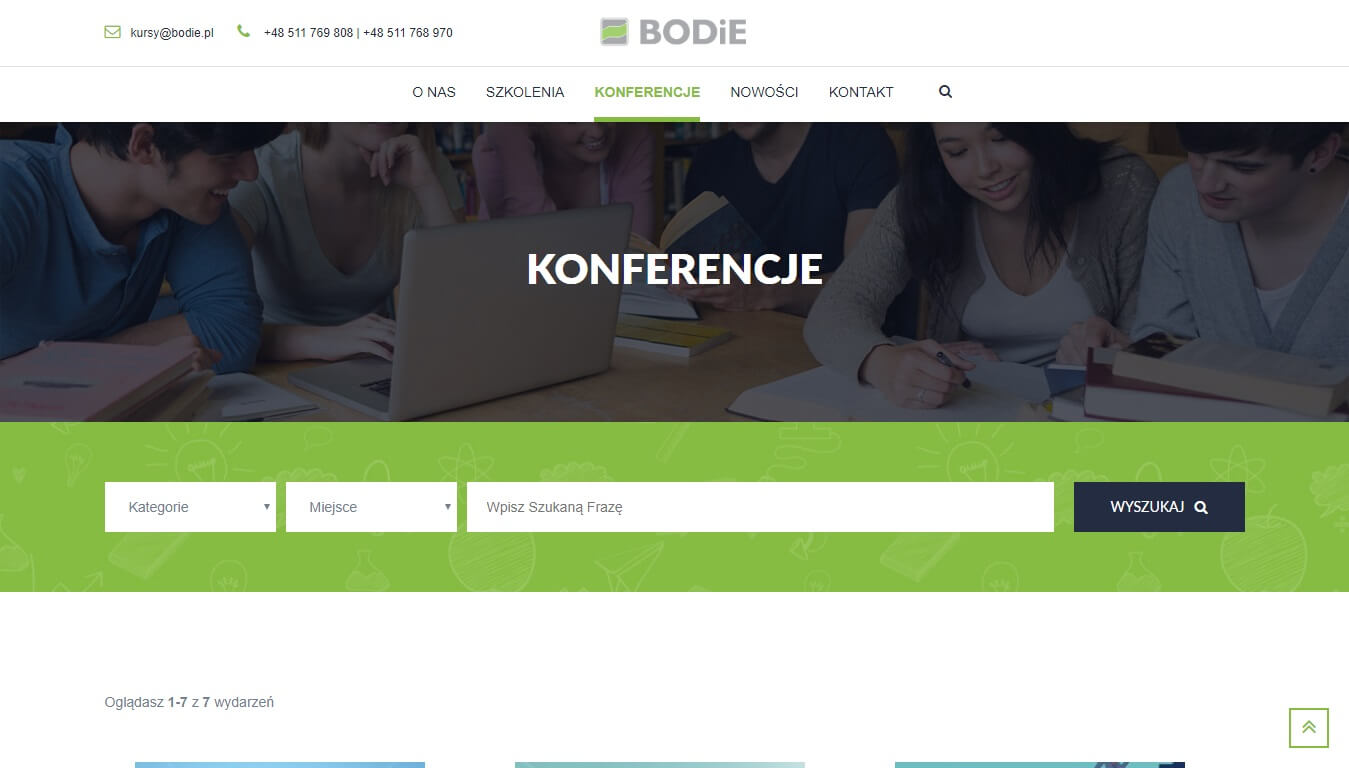 kursy@bodie.pl +48 511 769 808 | +48 511 768 970
BODiE
O NAS SZKOLENIA KONFERENCJE NOWOŚCI KONTAKT
KONFERENCJE
Kategorie Miejsce Wpisz Szukaną Frazę WYSZUKAJ
Oglądasz 1-7 z 7 wydarzeń